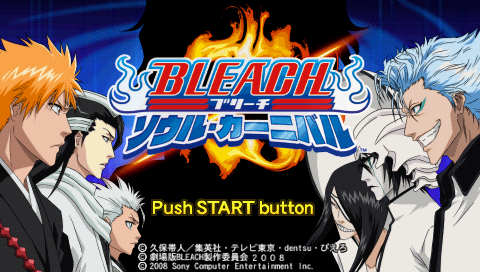 BLEACH
ブリーチ
ソウル・カーニバル
Push START button
© 久保帯人／集英社・テレビ東京・dentsu・ぴえろ
© 劇場版BLEACH製作委員会 2008
© 2008 Sony Computer Entertainment Inc.